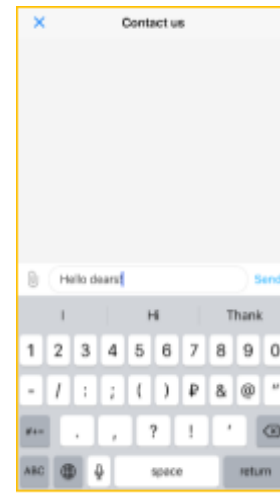 Contact us
Hello dears!
Send
I Hi Thank
1 2 3 4 5 6 7 8 9 0
- / : ; ( ) ₽ & @ "
#+= . , ? ! '
ABC space return